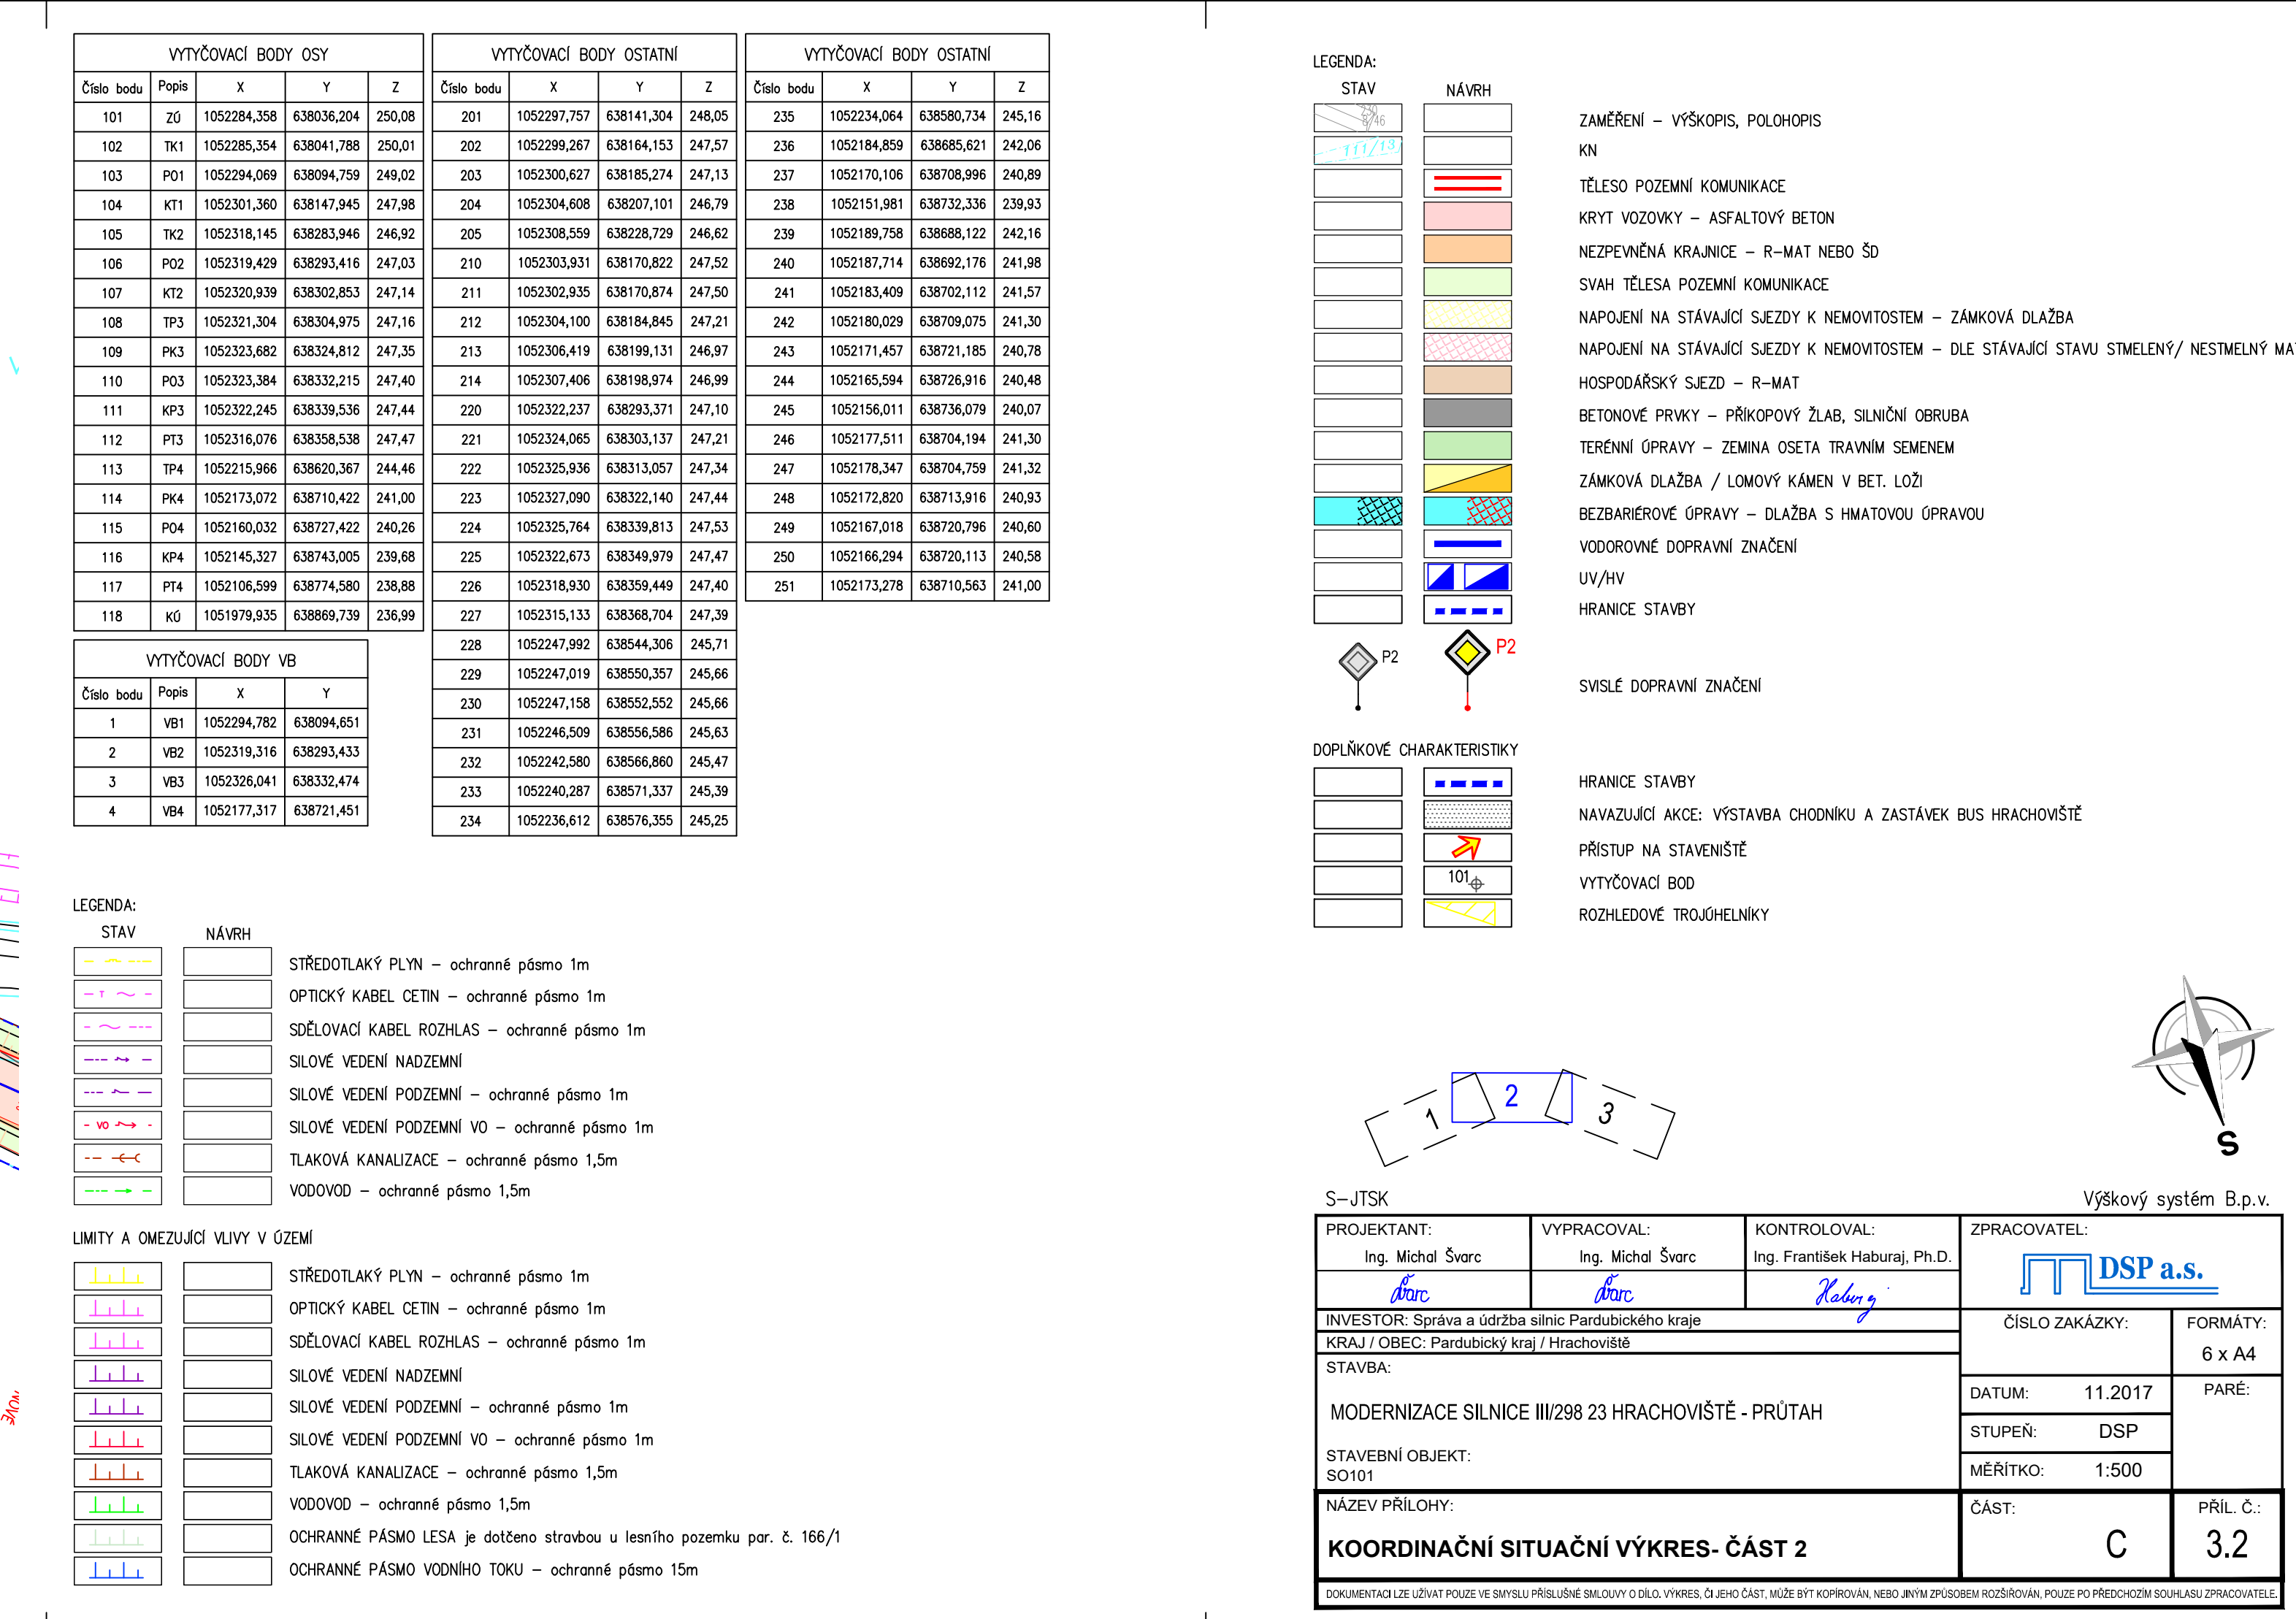 VYTYČOVACÍ BODY OSY
Číslo bodu Popis X Y Z
101 ZÚ 1052284,358 638036,204 250,08
102 TK1 1052285,354 638041,788 250,01
103 PO1 1052294,069 638094,759 249,02
104 KT1 1052301,360 638147,945 247,98
105 TK2 1052318,145 638283,946 246,92
106 PO2 1052319,429 638293,416 247,03
107 KT2 1052320,939 638302,853 247,14
108 TP3 1052321,304 638304,975 247,16
109 PK3 1052323,682 638324,812 247,35
110 PO3 1052323,384 638332,215 247,40
111 KP3 1052322,245 638339,536 247,44
112 PT3 1052316,076 638358,538 247,47
113 TP4 1052215,966 638620,367 244,46
114 PK4 1052173,072 638710,422 241,00
115 PO4 1052160,032 638727,422 240,26
116 KP4 1052145,327 638743,005 239,68
117 PT4 1052106,599 638774,580 238,88
118 KÚ 1051979,935 638869,739 236,99
VYTYČOVACÍ BODY VB
Číslo bodu Popis X Y
1 VB1 1052294,782 638094,651
2 VB2 1052319,316 638293,433
3 VB3 1052326,041 638332,474
4 VB4 1052177,317 638721,451
VYTYČOVACÍ BODY OSTATNÍ
Číslo bodu X Y Z
201 1052297,757 638141,304 248,05
202 1052299,267 638164,153 247,57
203 1052300,627 638185,274 247,13
204 1052304,608 638207,101 246,79
205 1052308,559 638228,729 246,62
210 1052303,931 638170,822 247,52
211 1052302,935 638170,874 247,50
212 1052304,100 638184,845 247,21
213 1052306,419 638199,131 246,97
214 1052307,406 638198,974 246,99
220 1052322,237 638293,371 247,10
221 1052324,065 638303,137 247,21
222 1052325,936 638313,057 247,34
223 1052327,090 638322,140 247,44
224 1052325,764 638339,813 247,53
225 1052322,673 638349,979 247,47
226 1052318,930 638359,449 247,40
227 1052315,133 638368,704 247,39
228 1052247,992 638544,306 245,71
229 1052247,019 638550,357 245,66
230 1052247,158 638552,552 245,66
231 1052246,509 638556,586 245,63
232 1052242,580 638566,860 245,47
233 1052240,287 638571,337 245,39
234 1052236,612 638576,355 245,25
VYTYČOVACÍ BODY OSTATNÍ
Číslo bodu X Y Z
235 1052234,064 638580,734 245,16
236 1052184,859 638685,621 242,06
237 1052170,106 638708,996 240,89
238 1052151,981 638732,336 239,93
239 1052189,758 638688,122 242,16
240 1052187,714 638692,176 241,98
241 1052183,409 638702,112 241,57
242 1052180,029 638709,075 241,30
243 1052171,457 638721,185 240,78
244 1052165,594 638726,916 240,48
245 1052156,011 638736,079 240,07
246 1052177,511 638704,194 241,30
247 1052178,347 638704,759 241,32
248 1052172,820 638713,916 240,93
249 1052167,018 638720,796 240,60
250 1052166,294 638720,113 240,58
251 1052173,278 638710,563 241,00
LEGENDA:
STAV NÁVRH
STŘEDOTLAKÝ PLYN – ochranné pásmo 1m
T OPTICKÝ KABEL CETIN – ochranné pásmo 1m
SDĚLOVACÍ KABEL ROZHLAS – ochranné pásmo 1m
SILOVÉ VEDENÍ NADZEMNÍ
SILOVÉ VEDENÍ PODZEMNÍ – ochranné pásmo 1m
VO SILOVÉ VEDENÍ PODZEMNÍ VO – ochranné pásmo 1m
TLAKOVÁ KANALIZACE – ochranné pásmo 1,5m
VODOVOD – ochranné pásmo 1,5m
LIMITY A OMEZUJÍCÍ VLIVY V ÚZEMÍ
STŘEDOTLAKÝ PLYN – ochranné pásmo 1m
OPTICKÝ KABEL CETIN – ochranné pásmo 1m
SDĚLOVACÍ KABEL ROZHLAS – ochranné pásmo 1m
SILOVÉ VEDENÍ NADZEMNÍ
SILOVÉ VEDENÍ PODZEMNÍ – ochranné pásmo 1m
SILOVÉ VEDENÍ PODZEMNÍ VO – ochranné pásmo 1m
TLAKOVÁ KANALIZACE – ochranné pásmo 1,5m
VODOVOD – ochranné pásmo 1,5m
OCHRANNÉ PÁSMO LESA je dotčeno stravbou u lesního pozemku par. č. 166/1
OCHRANNÉ PÁSMO VODNÍHO TOKU – ochranné pásmo 15m
LEGENDA:
STAV NÁVRH
ZAMĚŘENÍ – VÝŠKOPIS, POLOHOPIS
111/13 KN
TĚLESO POZEMNÍ KOMUNIKACE
KRYT VOZOVKY – ASFALTOVÝ BETON
NEZPEVNĚNÁ KRAJNICE – R–MAT NEBO ŠD
SVAH TĚLESA POZEMNÍ KOMUNIKACE
NAPOJENÍ NA STÁVAJÍCÍ SJEZDY K NEMOVITOSTEM – ZÁMKOVÁ DLAŽBA
NAPOJENÍ NA STÁVAJÍCÍ SJEZDY K NEMOVITOSTEM – DLE STÁVAJÍCÍ STAVU STMELENÝ/ NESTMELNÝ MA
HOSPODÁŘSKÝ SJEZD – R–MAT
BETONOVÉ PRVKY – PŘÍKOPOVÝ ŽLAB, SILNIČNÍ OBRUBA
TERÉNNÍ ÚPRAVY – ZEMINA OSETA TRAVNÍM SEMENEM
ZÁMKOVÁ DLAŽBA / LOMOVÝ KÁMEN V BET. LOŽI
BEZBARIÉROVÉ ÚPRAVY – DLAŽBA S HMATOVOU ÚPRAVOU
VODOROVNÉ DOPRAVNÍ ZNAČENÍ
UV/HV
HRANICE STAVBY
P2 P2
SVISLÉ DOPRAVNÍ ZNAČENÍ
DOPLŇKOVÉ CHARAKTERISTIKY
HRANICE STAVBY
NAVAZUJÍCÍ AKCE: VÝSTAVBA CHODNÍKU A ZASTÁVEK BUS HRACHOVIŠTĚ
PŘÍSTUP NA STAVENIŠTĚ
101 VYTYČOVACÍ BOD
ROZHLEDOVÉ TROJÚHELNÍKY
1 2 3
S
S–JTSK Výškový systém B.p.v.
PROJEKTANT: VYPRACOVAL: KONTROLOVAL: ZPRACOVATEL:
Ing. Michal Švarc Ing. Michal Švarc Ing. František Haburaj, Ph.D.
DSP a.s.
Švarc Švarc Haburaj
INVESTOR: Správa a údržba silnic Pardubického kraje
KRAJ / OBEC: Pardubický kraj / Hrachoviště
ČÍSLO ZAKÁZKY: FORMÁTY:
6 x A4
STAVBA:
MODERNIZACE SILNICE III/298 23 HRACHOVIŠTĚ - PRŮTAH
DATUM: 11.2017 PARÉ:
STUPEŇ: DSP
STAVEBNÍ OBJEKT:
SO101
MĚŘÍTKO: 1:500
NÁZEV PŘÍLOHY: ČÁST: PŘÍL. Č.:
KOORDINAČNÍ SITUAČNÍ VÝKRES- ČÁST 2 C 3.2
DOKUMENTACI LZE UŽÍVAT POUZE VE SMYSLU PŘÍSLUŠNÉ SMLOUVY O DÍLO. VÝKRES, ČI JEHO ČÁST, MŮŽE BÝT KOPÍROVÁN, NEBO JINÝM ZPŮSOBEM ROZŠIŘOVÁN, POUZE PO PŘEDCHOZÍM SOUHLASU ZPRACOVATELE.